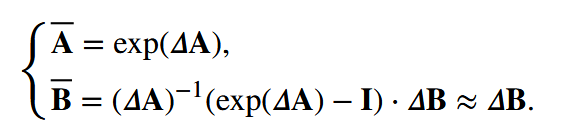 A̅ = exp(ΔA),
B̅ = (ΔA)⁻¹(exp(ΔA) − I) · ΔB ≈ ΔB.